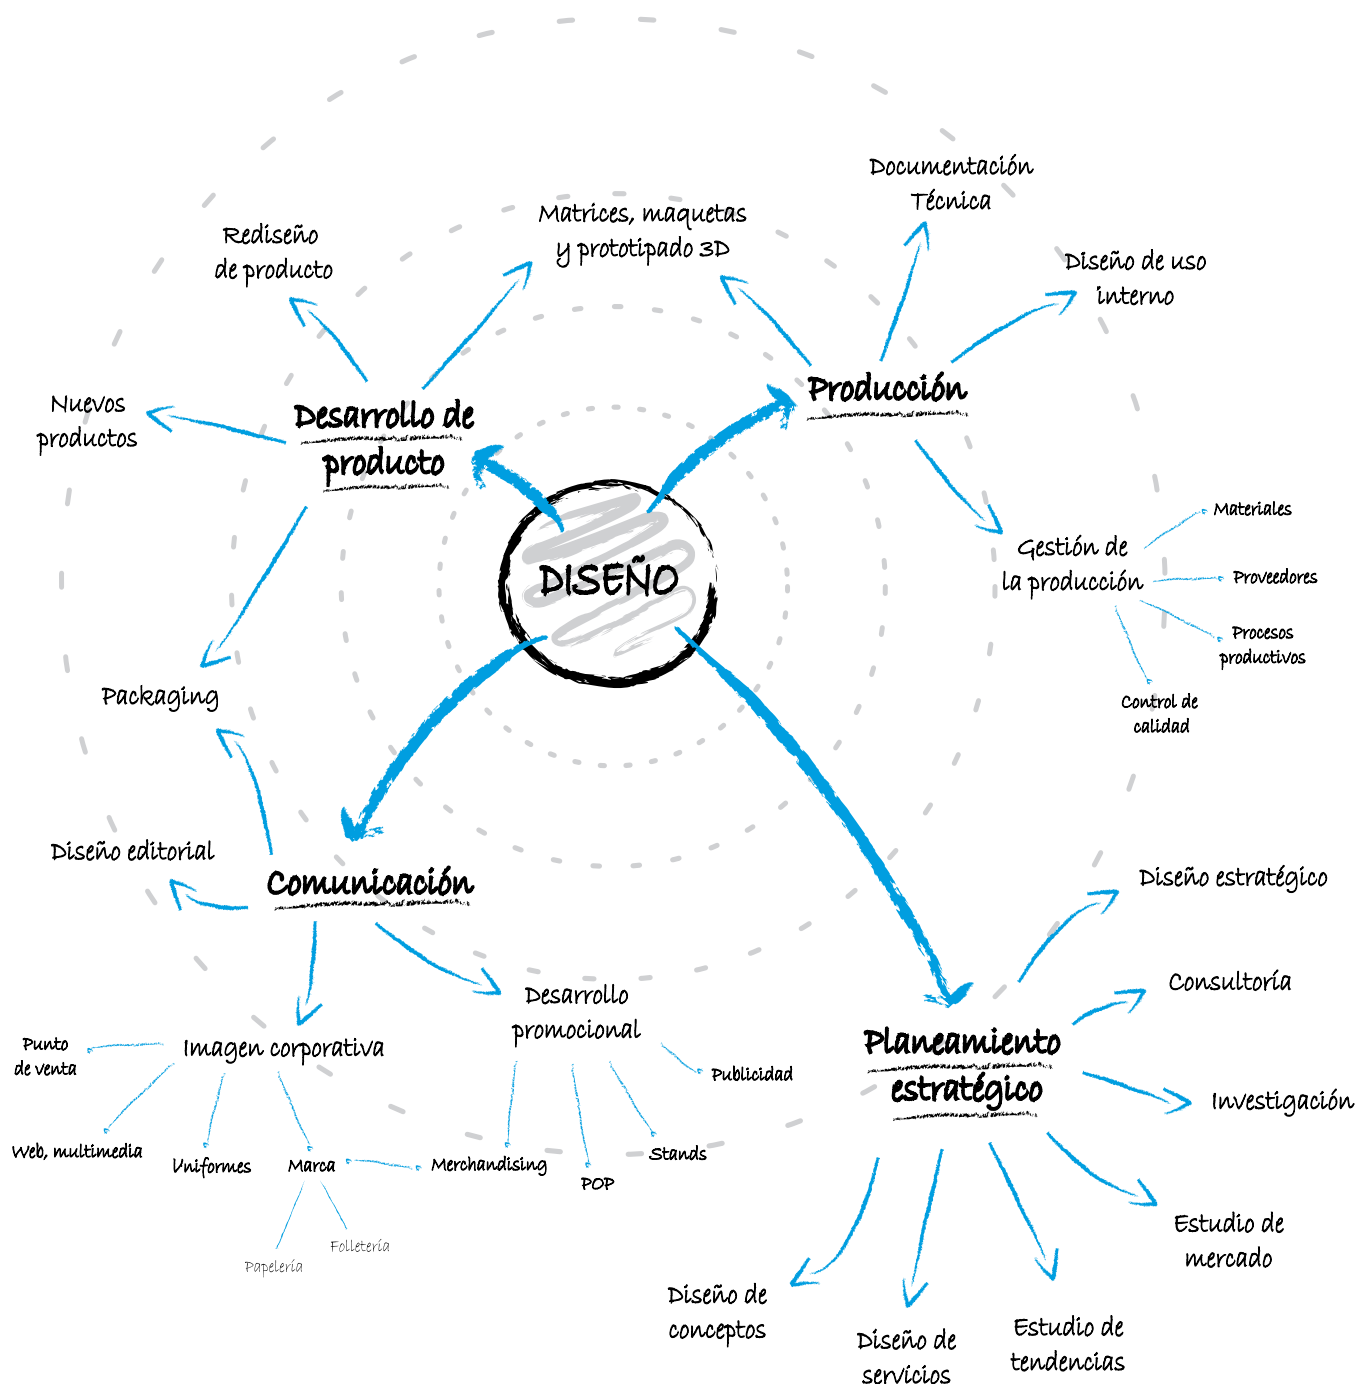 Documentación
Técnica
Matrices, maquetas
y prototipado 3D
Rediseño
de producto
Diseño de uso
interno
Producción
Nuevos
productos
Desarrollo de
producto
Materiales
Gestión de
la producción
Proveedores
DISEÑO
Procesos
productivos
Control de
calidad
Packaging
Diseño editorial
Comunicación
Diseño estratégico
Consultoría
Desarrollo
promocional
Imagen corporativa
Punto
de venta
Planeamiento
estratégico
Publicidad
Investigación
Web, multimedia
Uniformes
Marca
Merchandising
Stands
POP
Estudio de
mercado
Folletería
Papelería
Diseño de
conceptos
Diseño de
servicios
Estudio de
tendencias